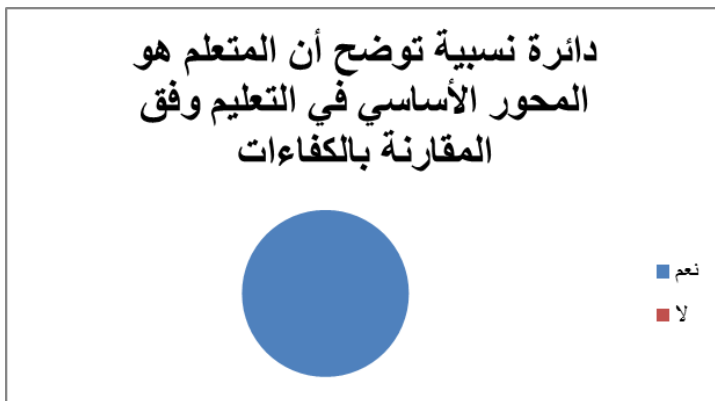 دائرة نسبية توضح أن المتعلم هو
المحور الأساسي في التعليم وفق
المقارنة بالكفاءات
نعم
لا